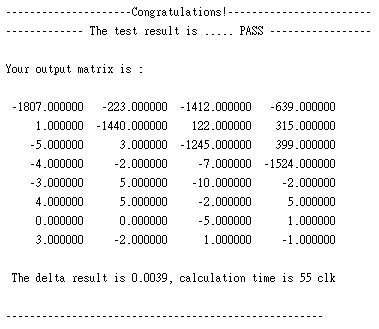 ---------------------Congratulations!------------------------
------------- The test result is ..... PASS -----------------
Your output matrix is :
-1807.000000 -223.000000 -1412.000000 -639.000000
1.000000 -1440.000000 122.000000 315.000000
-5.000000 3.000000 -1245.000000 399.000000
-4.000000 -2.000000 -7.000000 -1524.000000
-3.000000 5.000000 -10.000000 -2.000000
4.000000 5.000000 -2.000000 5.000000
0.000000 0.000000 -5.000000 1.000000
3.000000 -2.000000 1.000000 -1.000000
The delta result is 0.0039, calculation time is 55 clk
-----------------------------------------------------